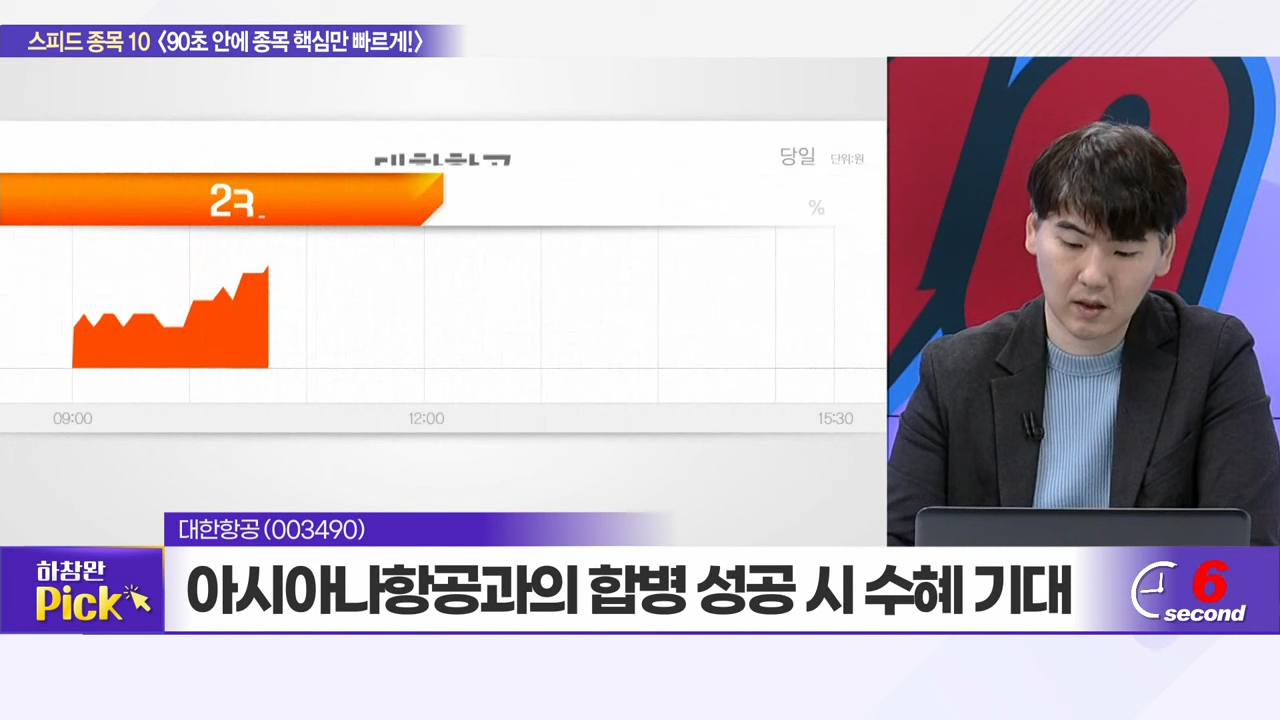 스피드 종목 10 <90초 안에 종목 핵심만 빠르게!>
당일 단위:원
%
09:00 12:00 15:30
대한항공 (003490)
하창완
Pick
아시아나항공과의 합병 성공 시 수혜 기대
6
second